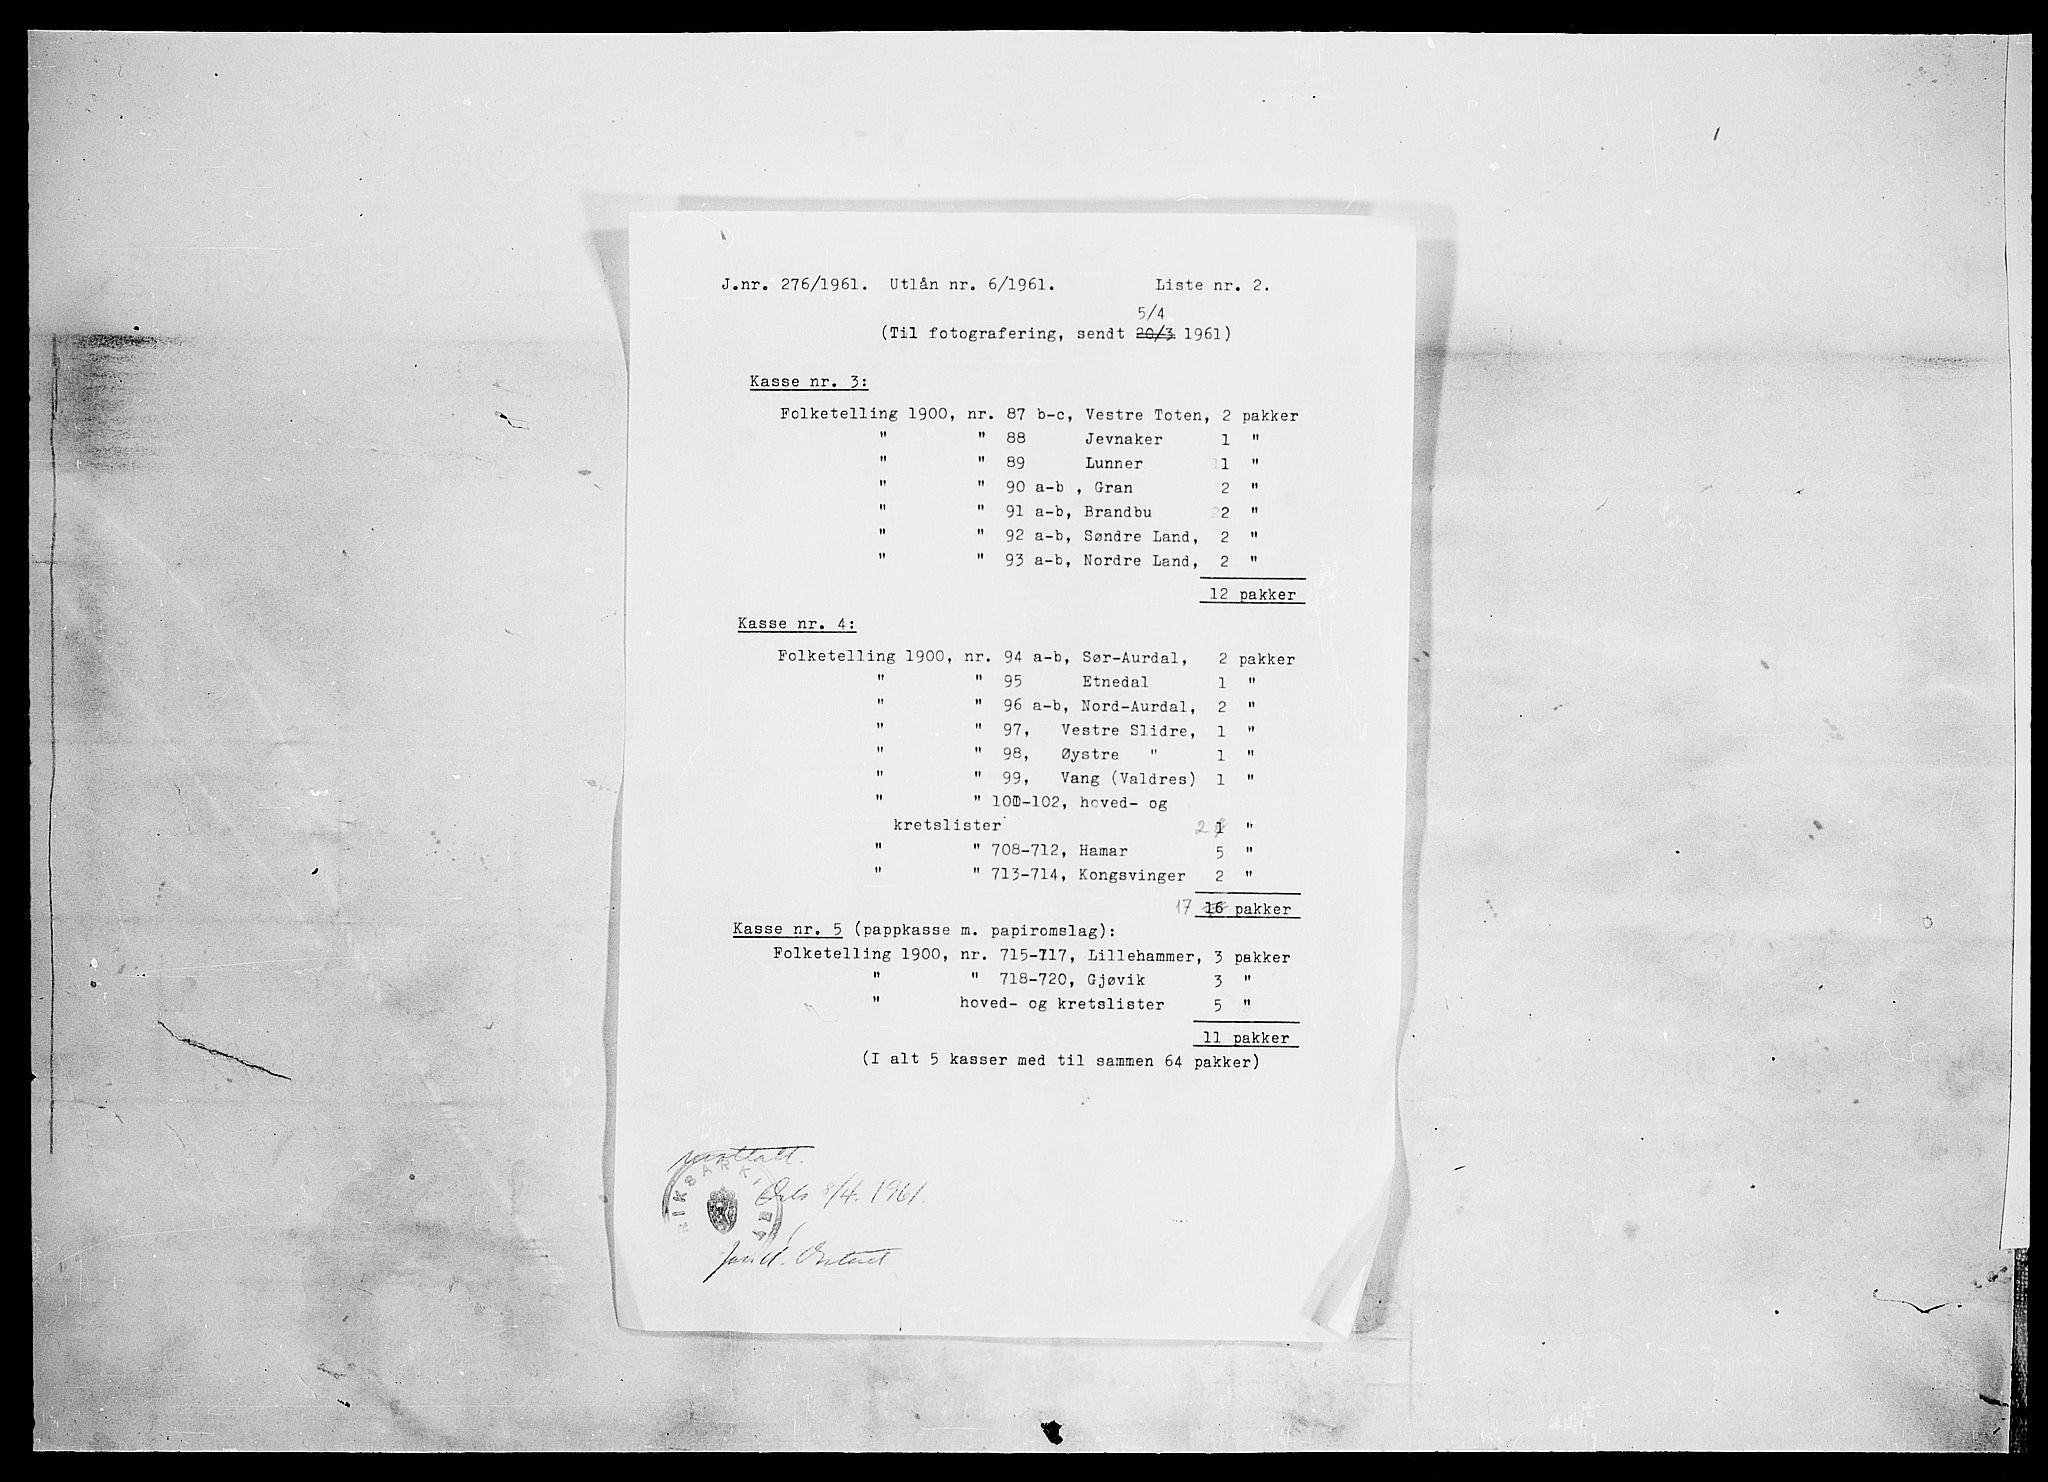 J.nr. 276/1961. Utlån nr. 6/1961. Liste nr. 2.
5/4
(Til fotografering, sendt 20/3 1961)
Kasse nr. 3:
Folketelling 1900, nr. 87 b-c, Vestre Toten, 2 pakker
" " 88 Jevnaker 1 "
" " 89 Lunner 1 "
" " 90 a-b , Gran 2 "
" " 91 a-b, Brandbu 2 "
" " 92 a-b, Søndre Land, 2 "
" " 93 a-b, Nordre Land, 2 "
12 pakker
Kasse nr. 4:
Folketelling 1900, nr. 94 a-b, Sør-Aurdal, 2 pakker
" " 95 Etnedal 1 "
" " 96 a-b, Nord-Aurdal, 2 "
" " 97, Vestre Slidre, 1 "
" " 98, Øystre " 1 "
" " 99, Vang (Valdres) 1 "
" " 101-102, hoved- og
kretslister 2 1 "
" " 708-712, Hamar 5 "
" " 713-714, Kongsvinger 2 "
17 16 pakker
Kasse nr. 5 (pappkasse m. papiromslag):
Folketelling 1900, nr. 715-717, Lillehammer, 3 pakker
" " 718-720, Gjøvik 3 "
" hoved- og kretslister 5 "
11 pakker
(I alt 5 kasser med til sammen 64 pakker)
mottatt.
RIKSARKIVET
Oslo 8/4. 1961.